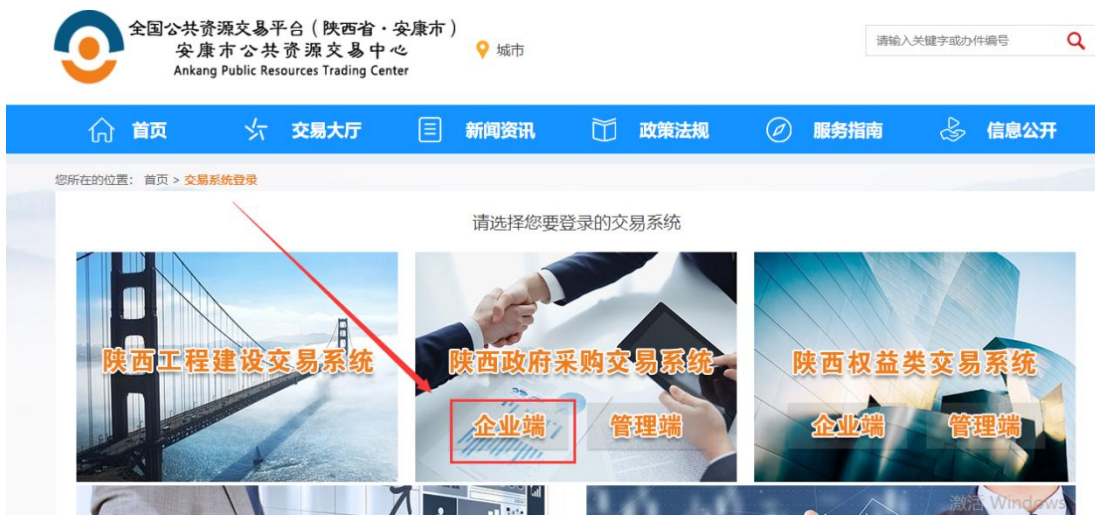 全国公共资源交易平台（陕西省·安康市）
安康市公共资源交易中心
Ankang Public Resources Trading Center
城市
请输入关键字或办件编号
首页
交易大厅
新闻资讯
政策法规
服务指南
信息公开
您所在的位置： 首页 > 交易系统登录
请选择您要登录的交易系统
陕西工程建设交易系统
陕西政府采购交易系统
陕西权益类交易系统
企业端
管理端
企业端
管理端
激活 Windows